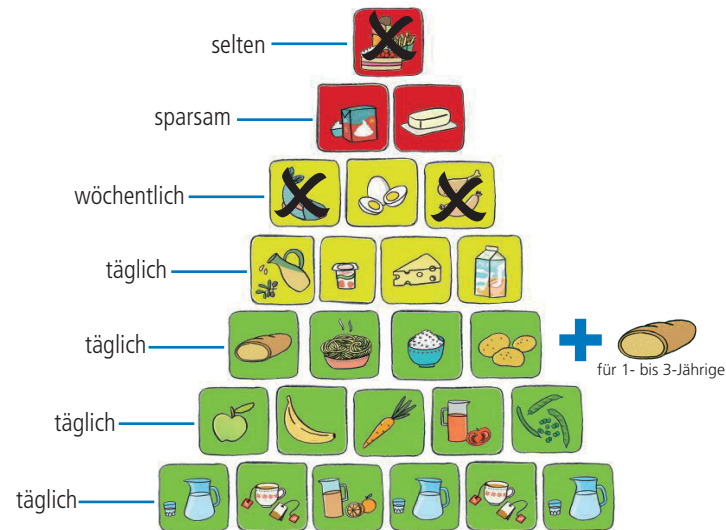 selten
sparsam
wöchentlich
täglich
täglich
für 1- bis 3-Jährige
täglich
täglich